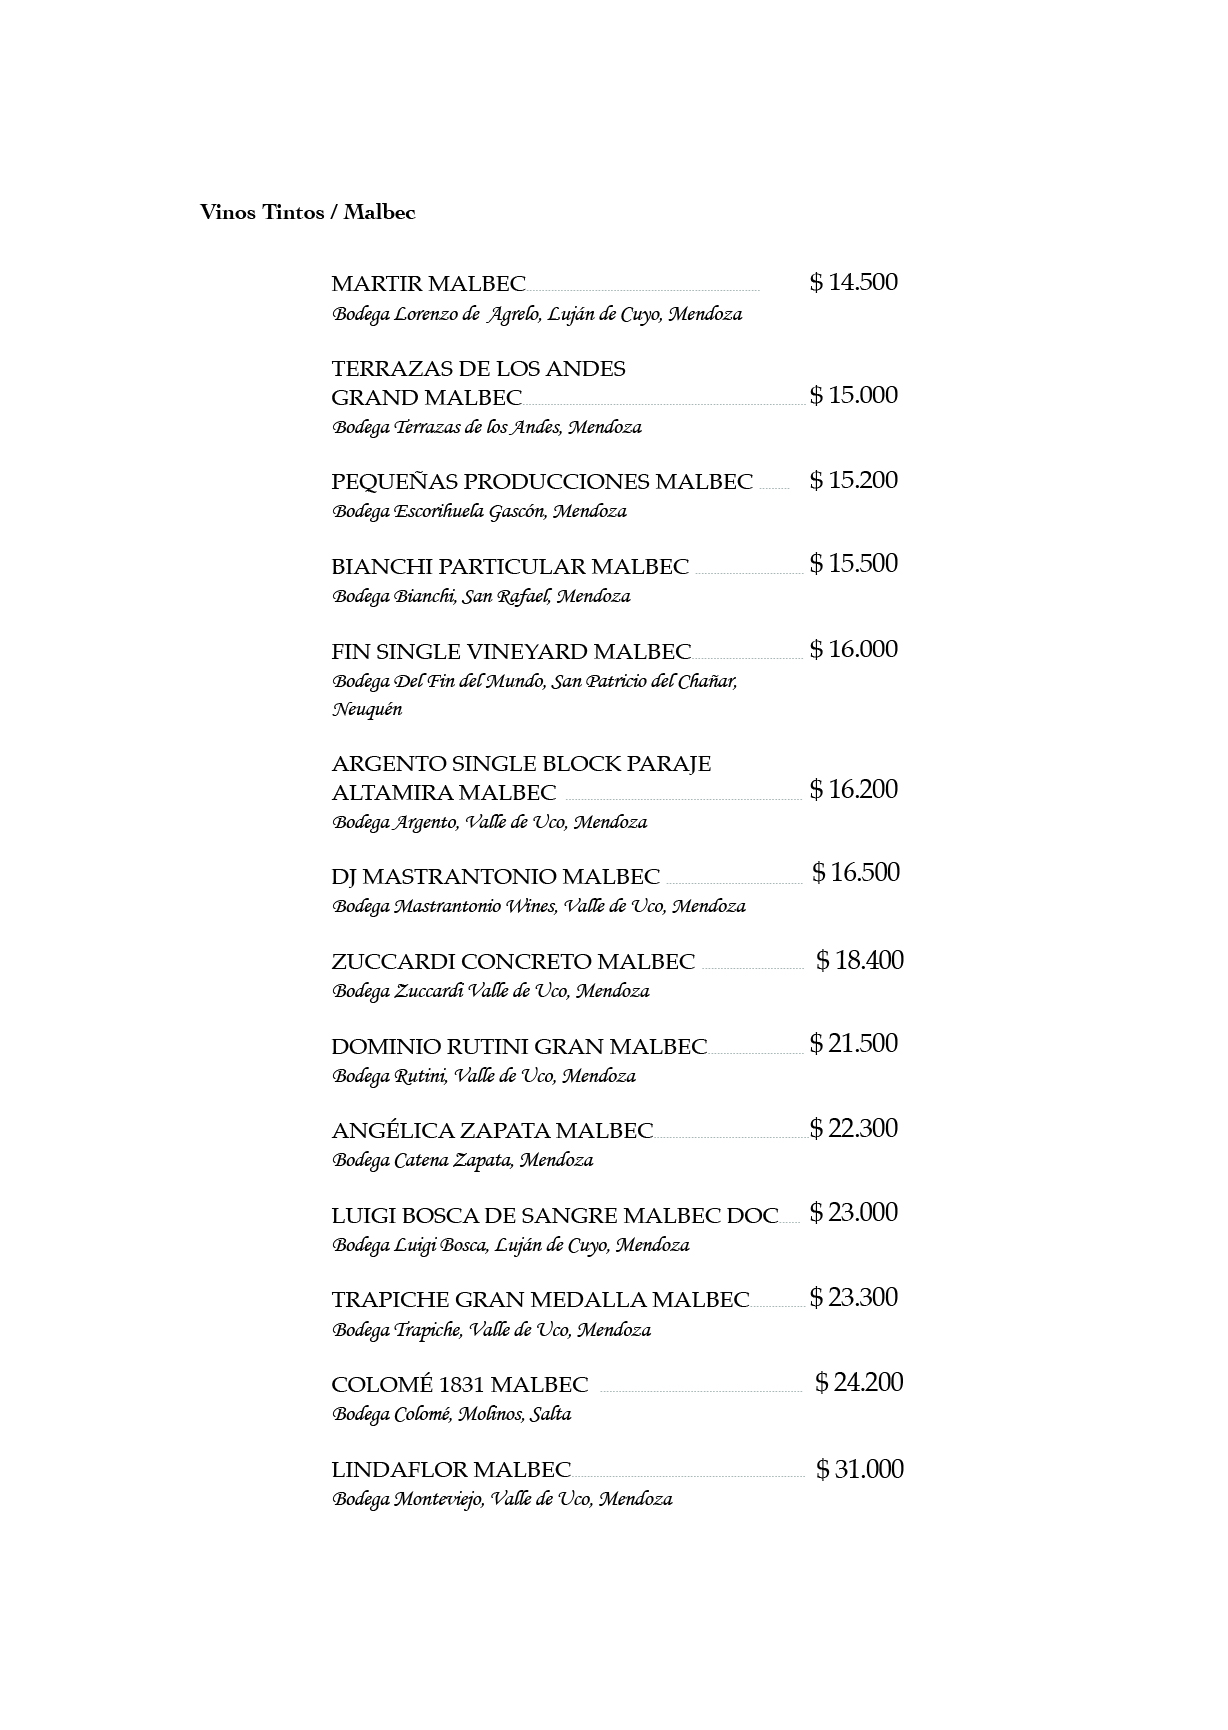 Vinos Tintos / Malbec
MARTIR MALBEC $ 14.500
Bodega Lorenzo de Agrelo, Luján de Cuyo, Mendoza
TERRAZAS DE LOS ANDES
GRAND MALBEC $ 15.000
Bodega Terrazas de los Andes, Mendoza
PEQUEÑAS PRODUCCIONES MALBEC $ 15.200
Bodega Escorihuela Gascón, Mendoza
BIANCHI PARTICULAR MALBEC $ 15.500
Bodega Bianchi, San Rafael, Mendoza
FIN SINGLE VINEYARD MALBEC $ 16.000
Bodega Del Fin del Mundo, San Patricio del Chañar,
Neuquén
ARGENTO SINGLE BLOCK PARAJE
ALTAMIRA MALBEC $ 16.200
Bodega Argento, Valle de Uco, Mendoza
DJ MASTRANTONIO MALBEC $ 16.500
Bodega Mastrantonio Wines, Valle de Uco, Mendoza
ZUCCARDI CONCRETO MALBEC $ 18.400
Bodega Zuccardi Valle de Uco, Mendoza
DOMINIO RUTINI GRAN MALBEC $ 21.500
Bodega Rutini, Valle de Uco, Mendoza
ANGÉLICA ZAPATA MALBEC $ 22.300
Bodega Catena Zapata, Mendoza
LUIGI BOSCA DE SANGRE MALBEC DOC $ 23.000
Bodega Luigi Bosca, Luján de Cuyo, Mendoza
TRAPICHE GRAN MEDALLA MALBEC $ 23.300
Bodega Trapiche, Valle de Uco, Mendoza
COLOMÉ 1831 MALBEC $ 24.200
Bodega Colomé, Molinos, Salta
LINDAFLOR MALBEC $ 31.000
Bodega Monteviejo, Valle de Uco, Mendoza